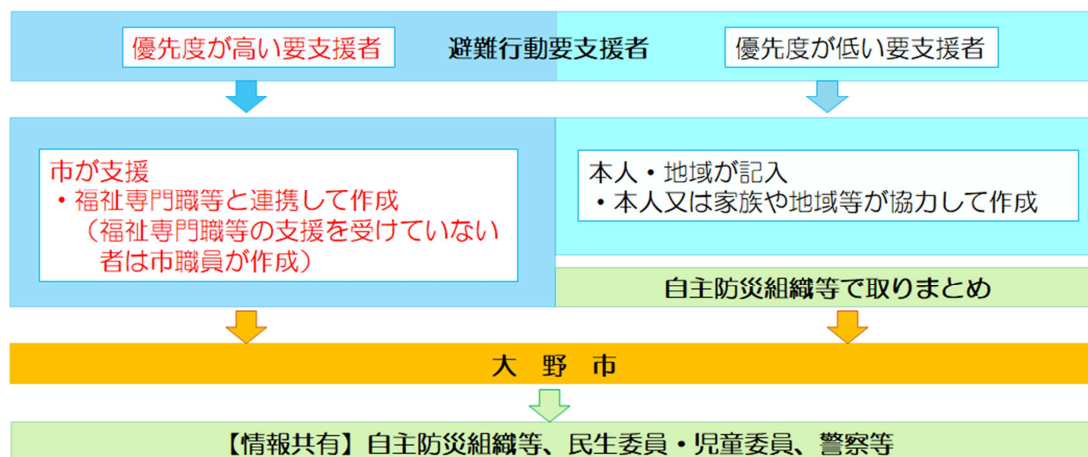 優先度が高い要支援者
避難行動要支援者
優先度が低い要支援者
市が支援
・福祉専門職等と連携して作成
（福祉専門職等の支援を受けていない
者は市職員が作成）
本人・地域が記入
・本人又は家族や地域等が協力して作成
自主防災組織等で取りまとめ
大 野 市
【情報共有】自主防災組織等、民生委員・児童委員、警察等